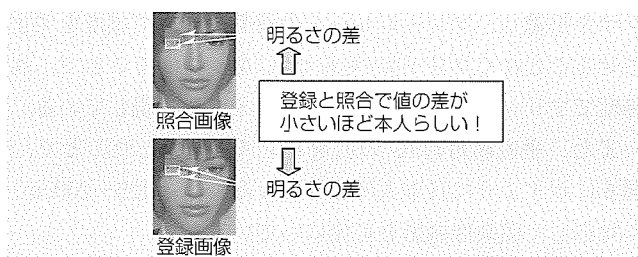 明るさの差
照合画像
登録と照合で値の差が
小さいほど本人らしい！
明るさの差
登録画像